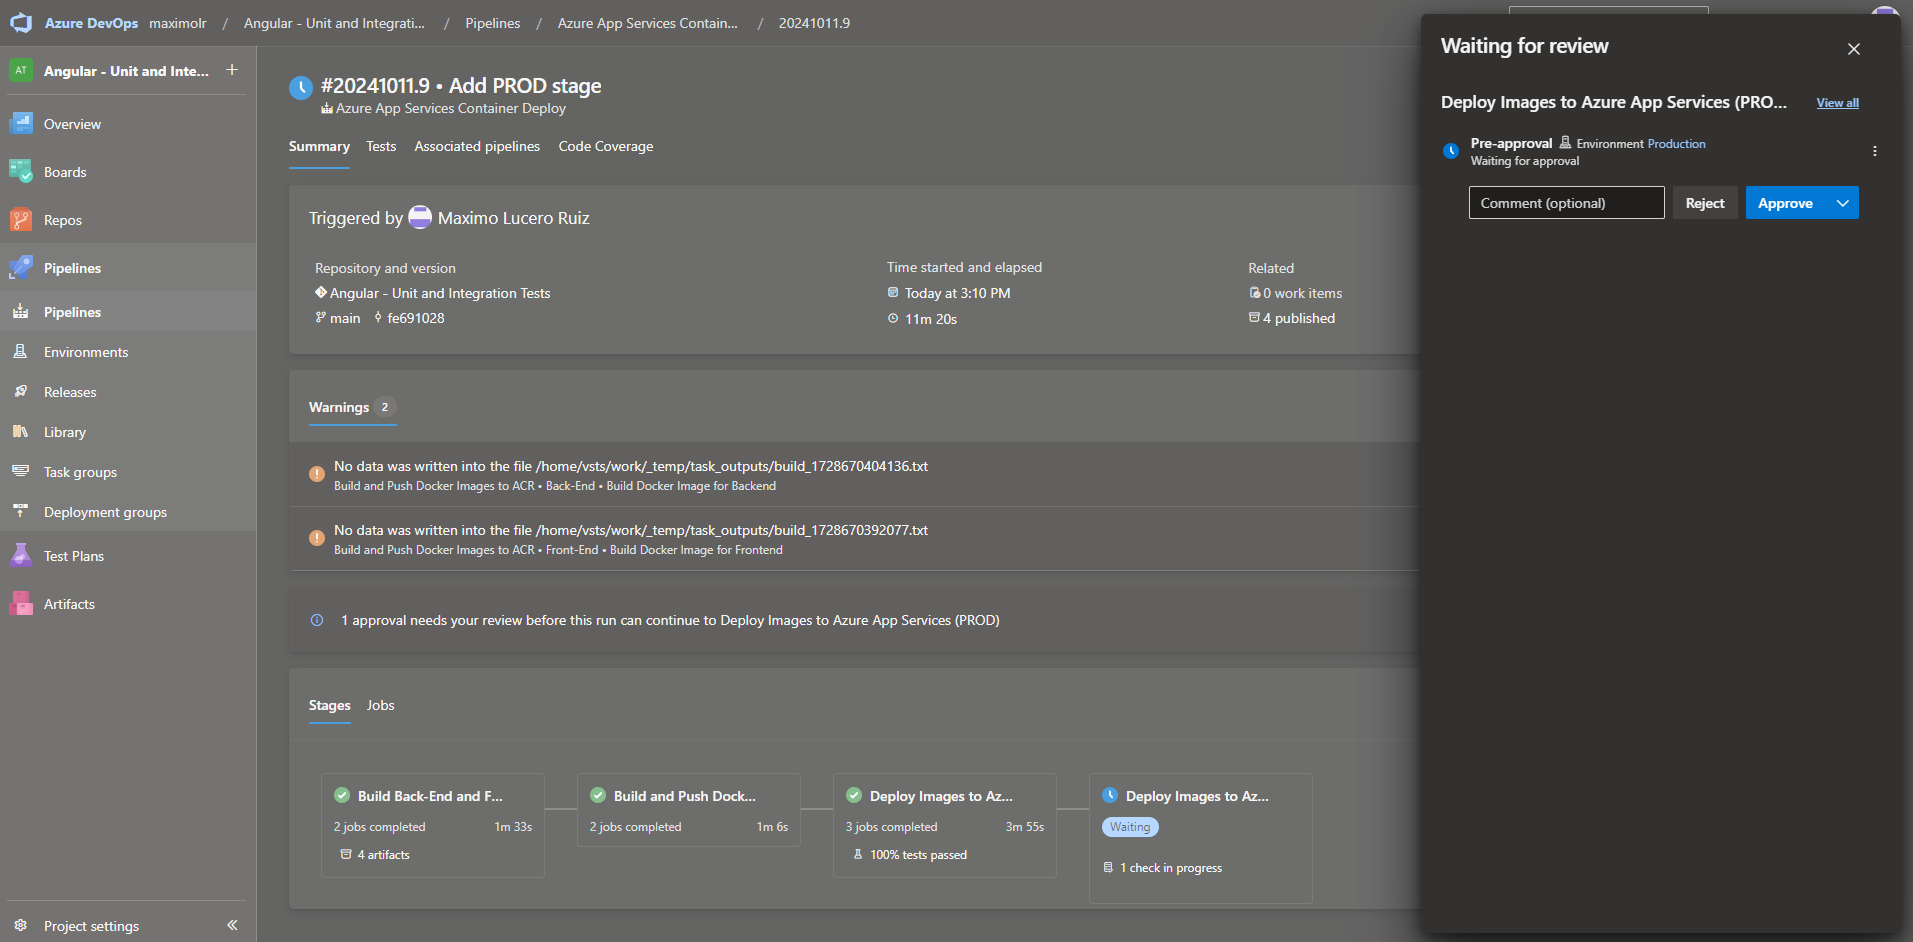 Azure DevOps maximolr / Angular - Unit and Integrati... / Pipelines / Azure App Services Contain... / 20241011.9
AT Angular - Unit and Inte... +
Overview
Boards
Repos
Pipelines
Pipelines
Environments
Releases
Library
Task groups
Deployment groups
Test Plans
Artifacts
Project settings
#20241011.9 • Add PROD stage
Azure App Services Container Deploy
Summary Tests Associated pipelines Code Coverage
Triggered by Maximo Lucero Ruiz
Repository and version
Angular - Unit and Integration Tests
main fe691028
Time started and elapsed
Today at 3:10 PM
11m 20s
Related
0 work items
4 published
Warnings 2
No data was written into the file /home/vsts/work/_temp/task_outputs/build_1728670404136.txt
Build and Push Docker Images to ACR • Back-End • Build Docker Image for Backend
No data was written into the file /home/vsts/work/_temp/task_outputs/build_1728670392077.txt
Build and Push Docker Images to ACR • Front-End • Build Docker Image for Frontend
1 approval needs your review before this run can continue to Deploy Images to Azure App Services (PROD)
Stages Jobs
Build Back-End and F...
2 jobs completed 1m 33s
4 artifacts
Build and Push Dock...
2 jobs completed 1m 6s
Deploy Images to Az...
3 jobs completed 3m 55s
100% tests passed
Deploy Images to Az...
Waiting
1 check in progress
Waiting for review
Deploy Images to Azure App Services (PRO... View all
Pre-approval Environment Production
Waiting for approval
Comment (optional) Reject Approve